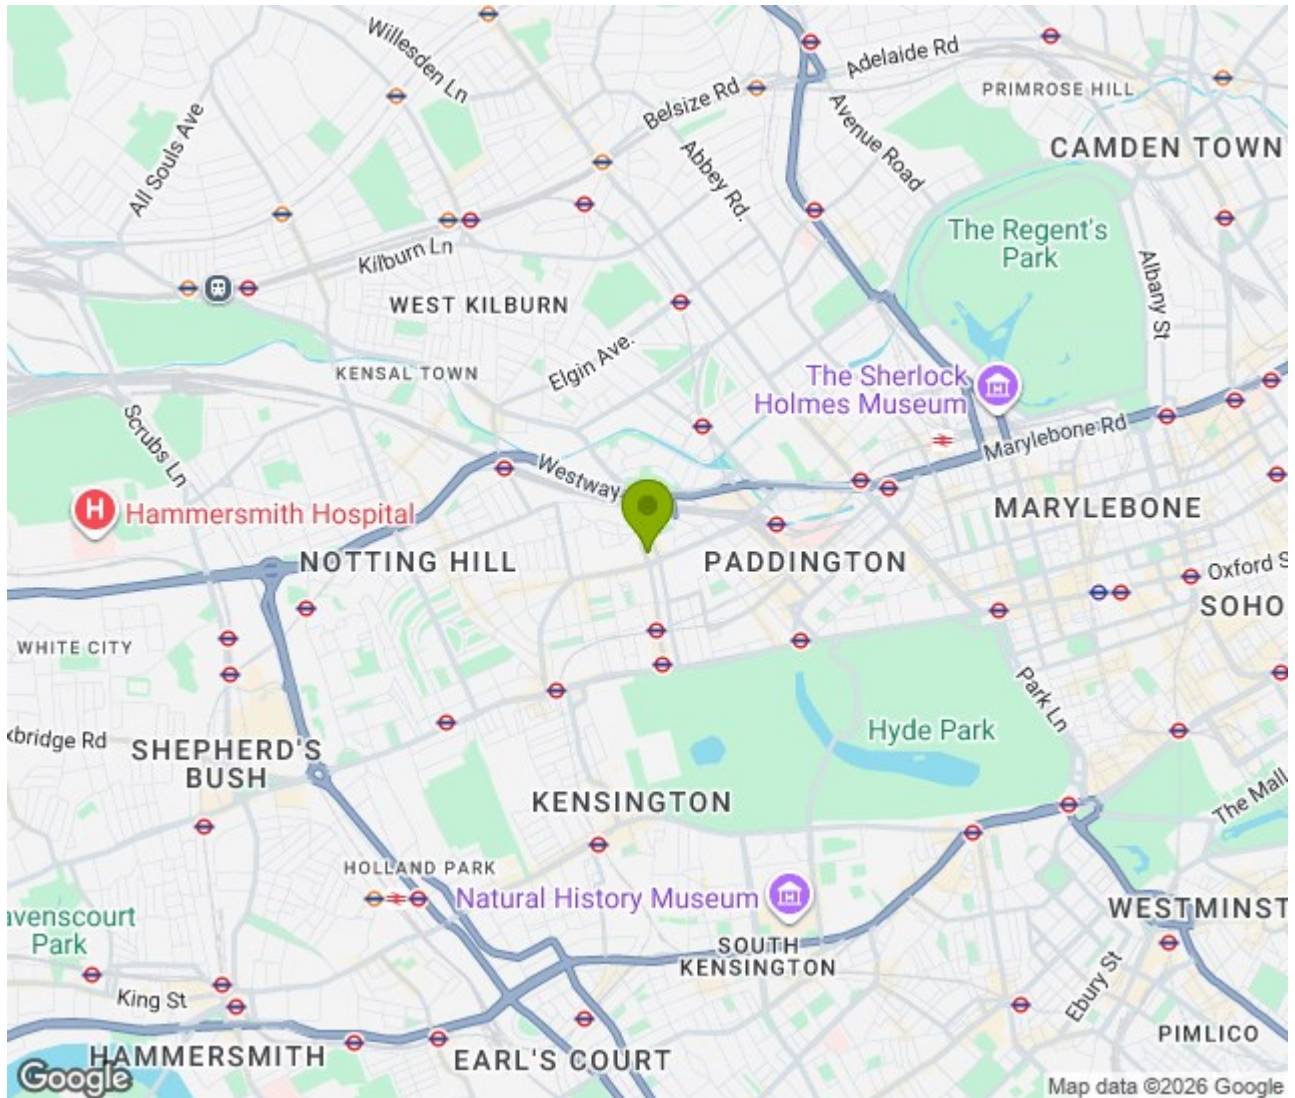 Willesden Ln
Adelaide Rd
PRIMROSE HILL
Belsize Rd
All Souls Ave
Avenue Road
Abbey Rd.
CAMDEN TOWN
The Regent's
Park
Kilburn Ln
Albany St
WEST KILBURN
Elgin Ave.
KENSAL TOWN
The Sherlock
Holmes Museum
Scrubs Ln
Marylebone Rd
Westway
H
Hammersmith Hospital
MARYLEBONE
NOTTING HILL
PADDINGTON
Oxford S
SOHO
WHITE CITY
Park Ln
xbridge Rd
Hyde Park
SHEPHERD'S
BUSH
KENSINGTON
The Mall
HOLLAND PARK
Natural History Museum
WESTMINST
avenscourt
Park
SOUTH
KENSINGTON
King St
Ebury St
PIMLICO
HAMMERSMITH
EARL'S COURT
Google
Map data ©2026 Google